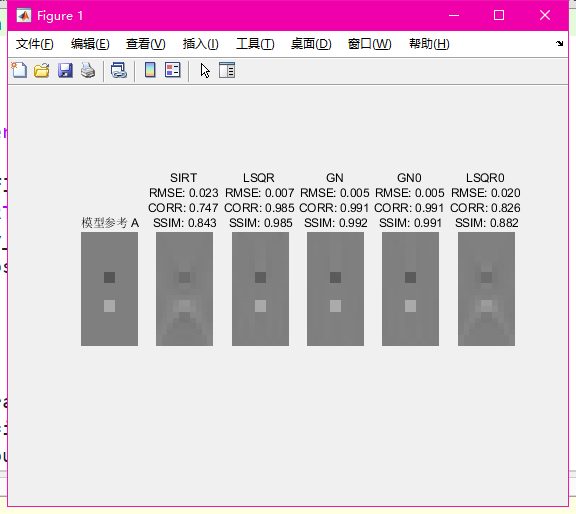 Figure 1
文件(F) 编辑(E) 查看(V) 插入(I) 工具(T) 桌面(D) 窗口(W) 帮助(H)
模型参考 A
SIRT
RMSE: 0.023
CORR: 0.747
SSIM: 0.843
LSQR
RMSE: 0.007
CORR: 0.985
SSIM: 0.985
GN
RMSE: 0.005
CORR: 0.991
SSIM: 0.992
GN0
RMSE: 0.005
CORR: 0.991
SSIM: 0.991
LSQR0
RMSE: 0.020
CORR: 0.826
SSIM: 0.882